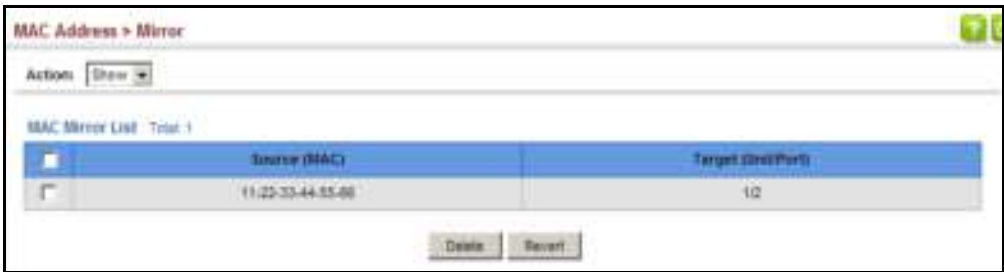 MAC Address > Mirror
Action: Show
MAC Mirror List Total: 1
Source (MAC) Target (Unit/Port)
11-22-33-44-55-66 1/2
Delete Revert